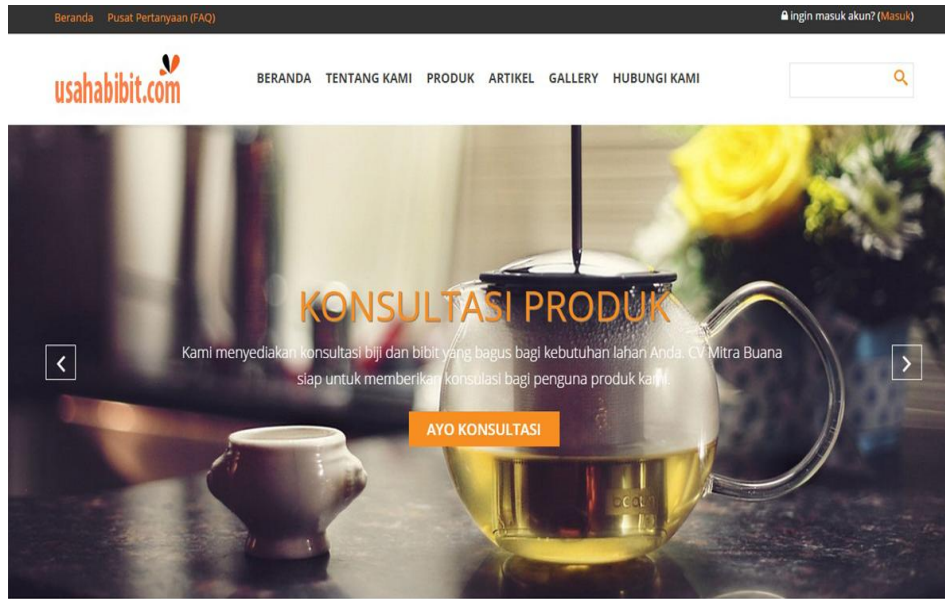 Beranda Pusat Pertanyaan (FAQ)
ingin masuk akun? (Masuk)
usahabibit.com
BERANDA TENTANG KAMI PRODUK ARTIKEL GALLERY HUBUNGI KAMI
KONSULTASI PRODUK
Kami menyediakan konsultasi biji dan bibit yang bagus bagi kebutuhan lahan Anda. CV Mitra Buana
siap untuk memberikan konsulasi bagi penguna produk kami.
AYO KONSULTASI